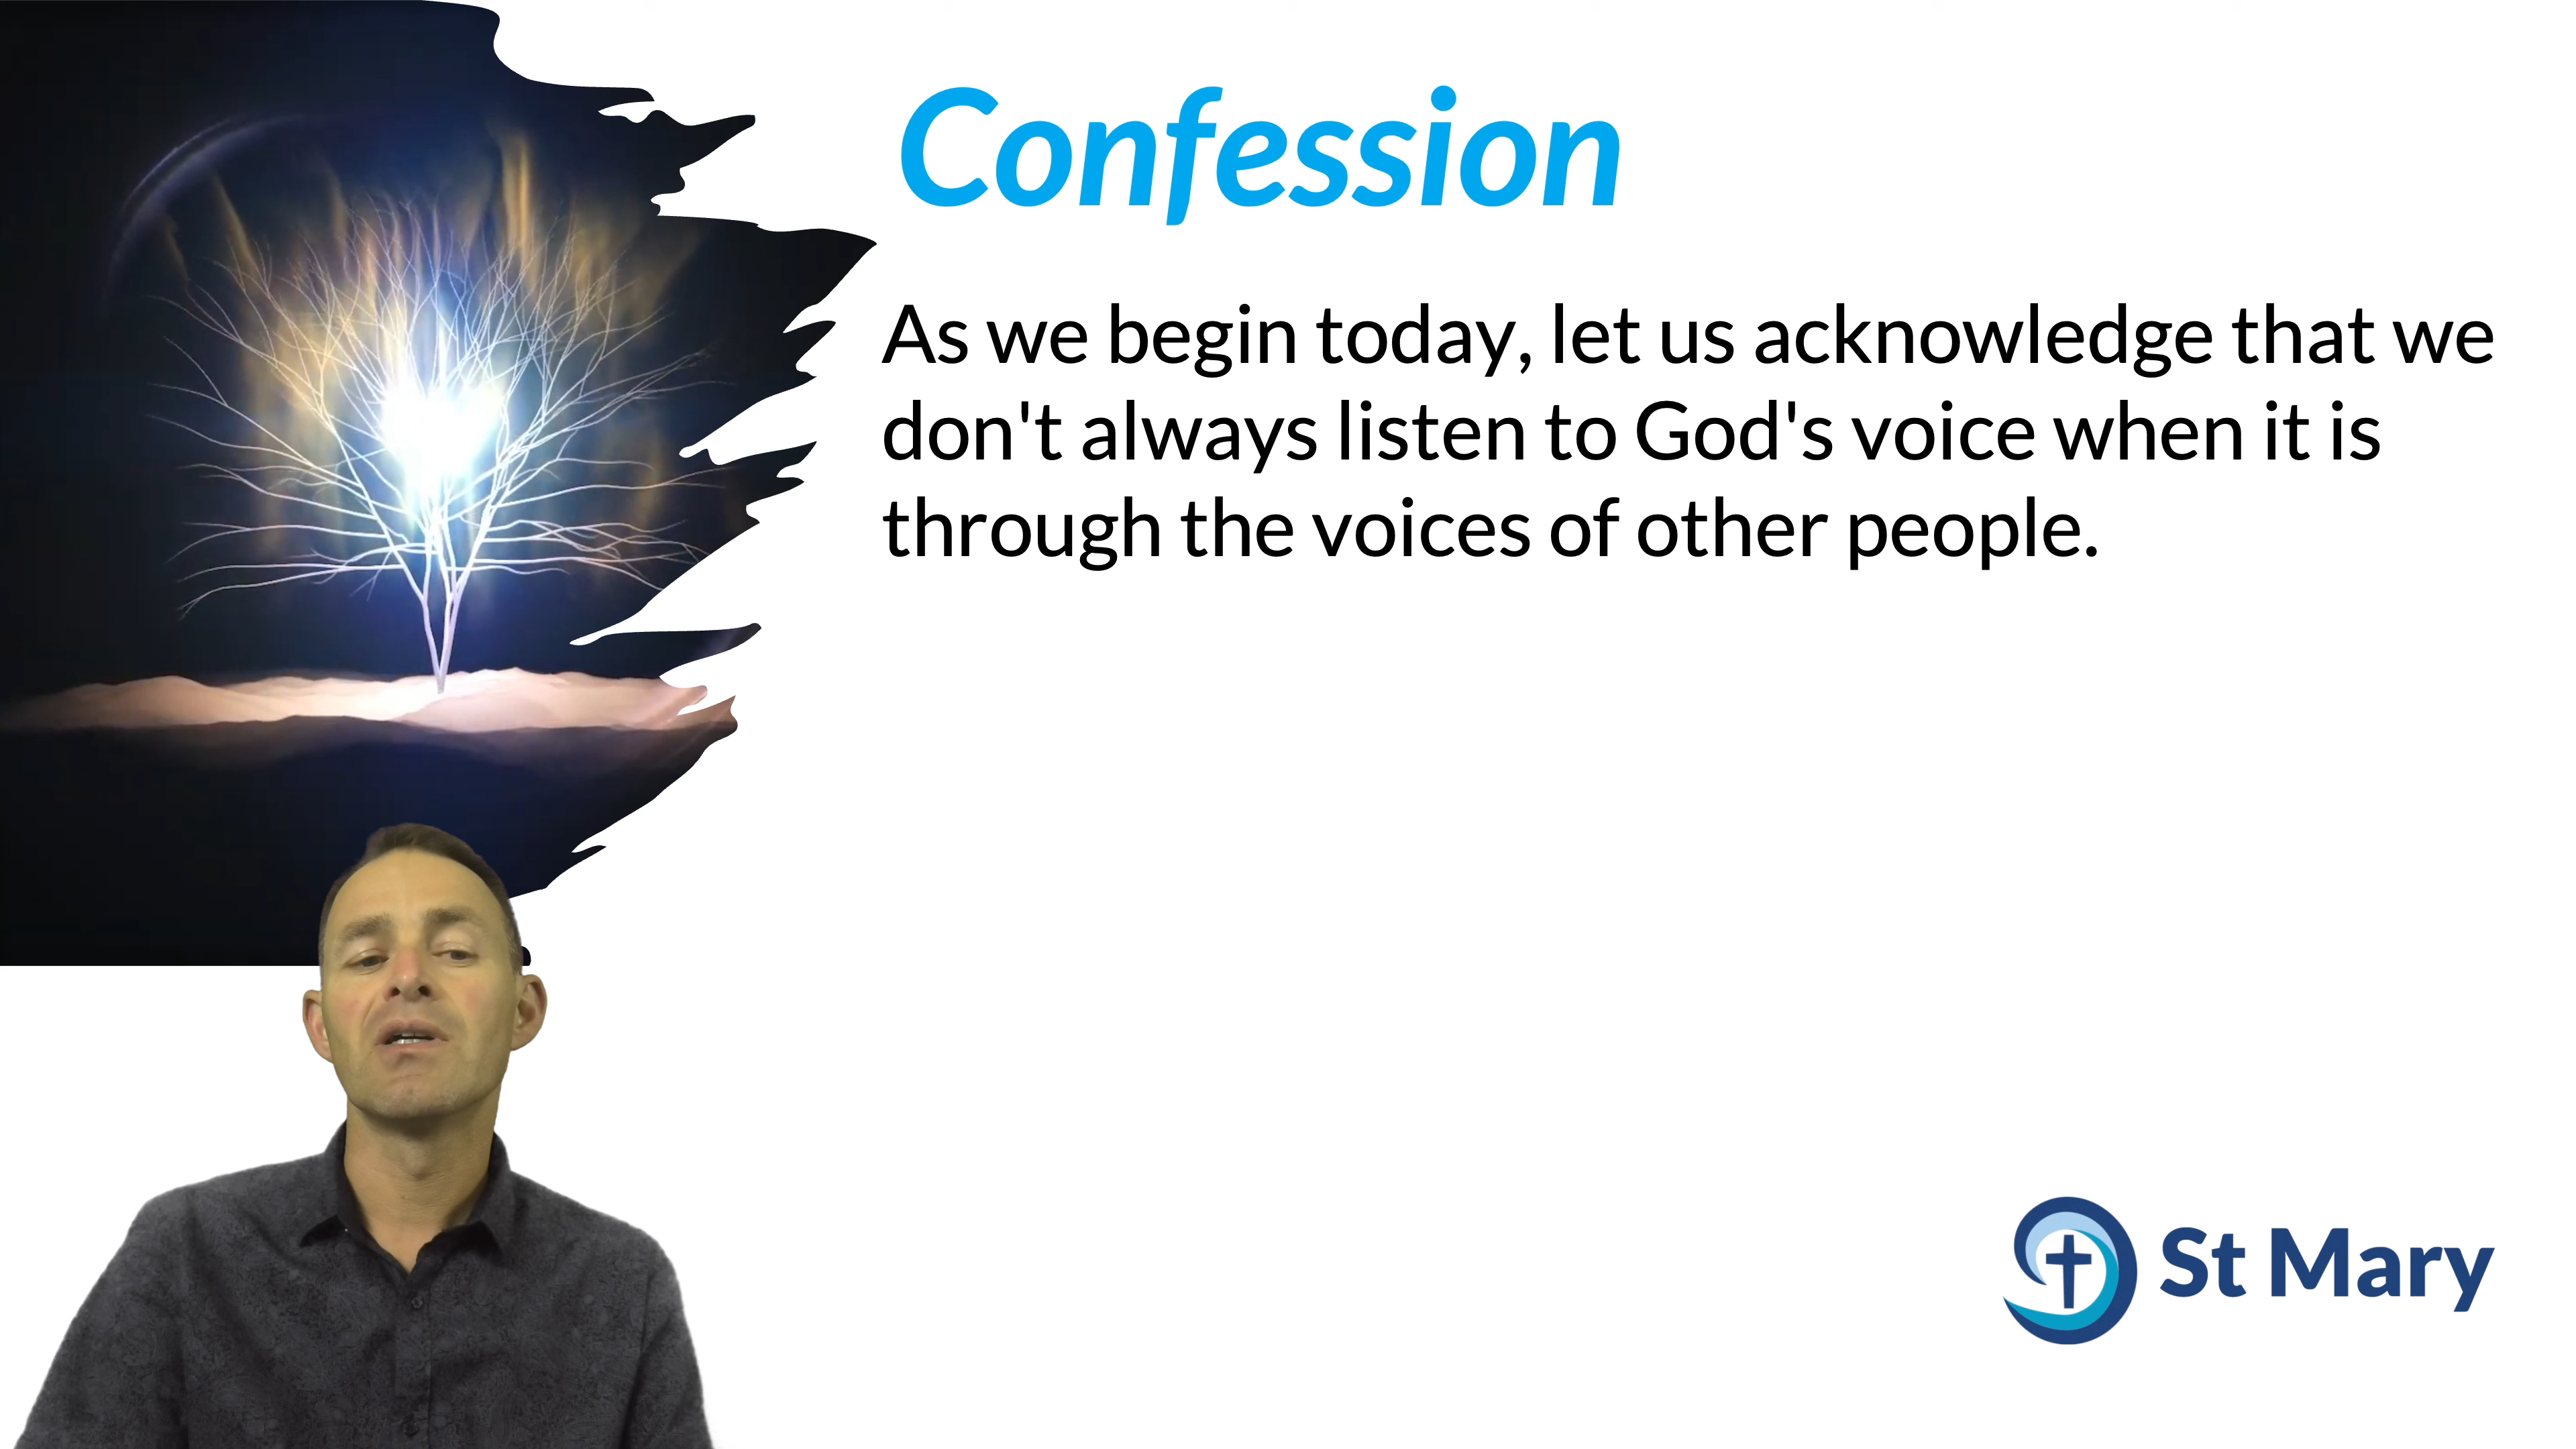 Confession
As we begin today, let us acknowledge that we
don't always listen to God's voice when it is
through the voices of other people.
St Mary